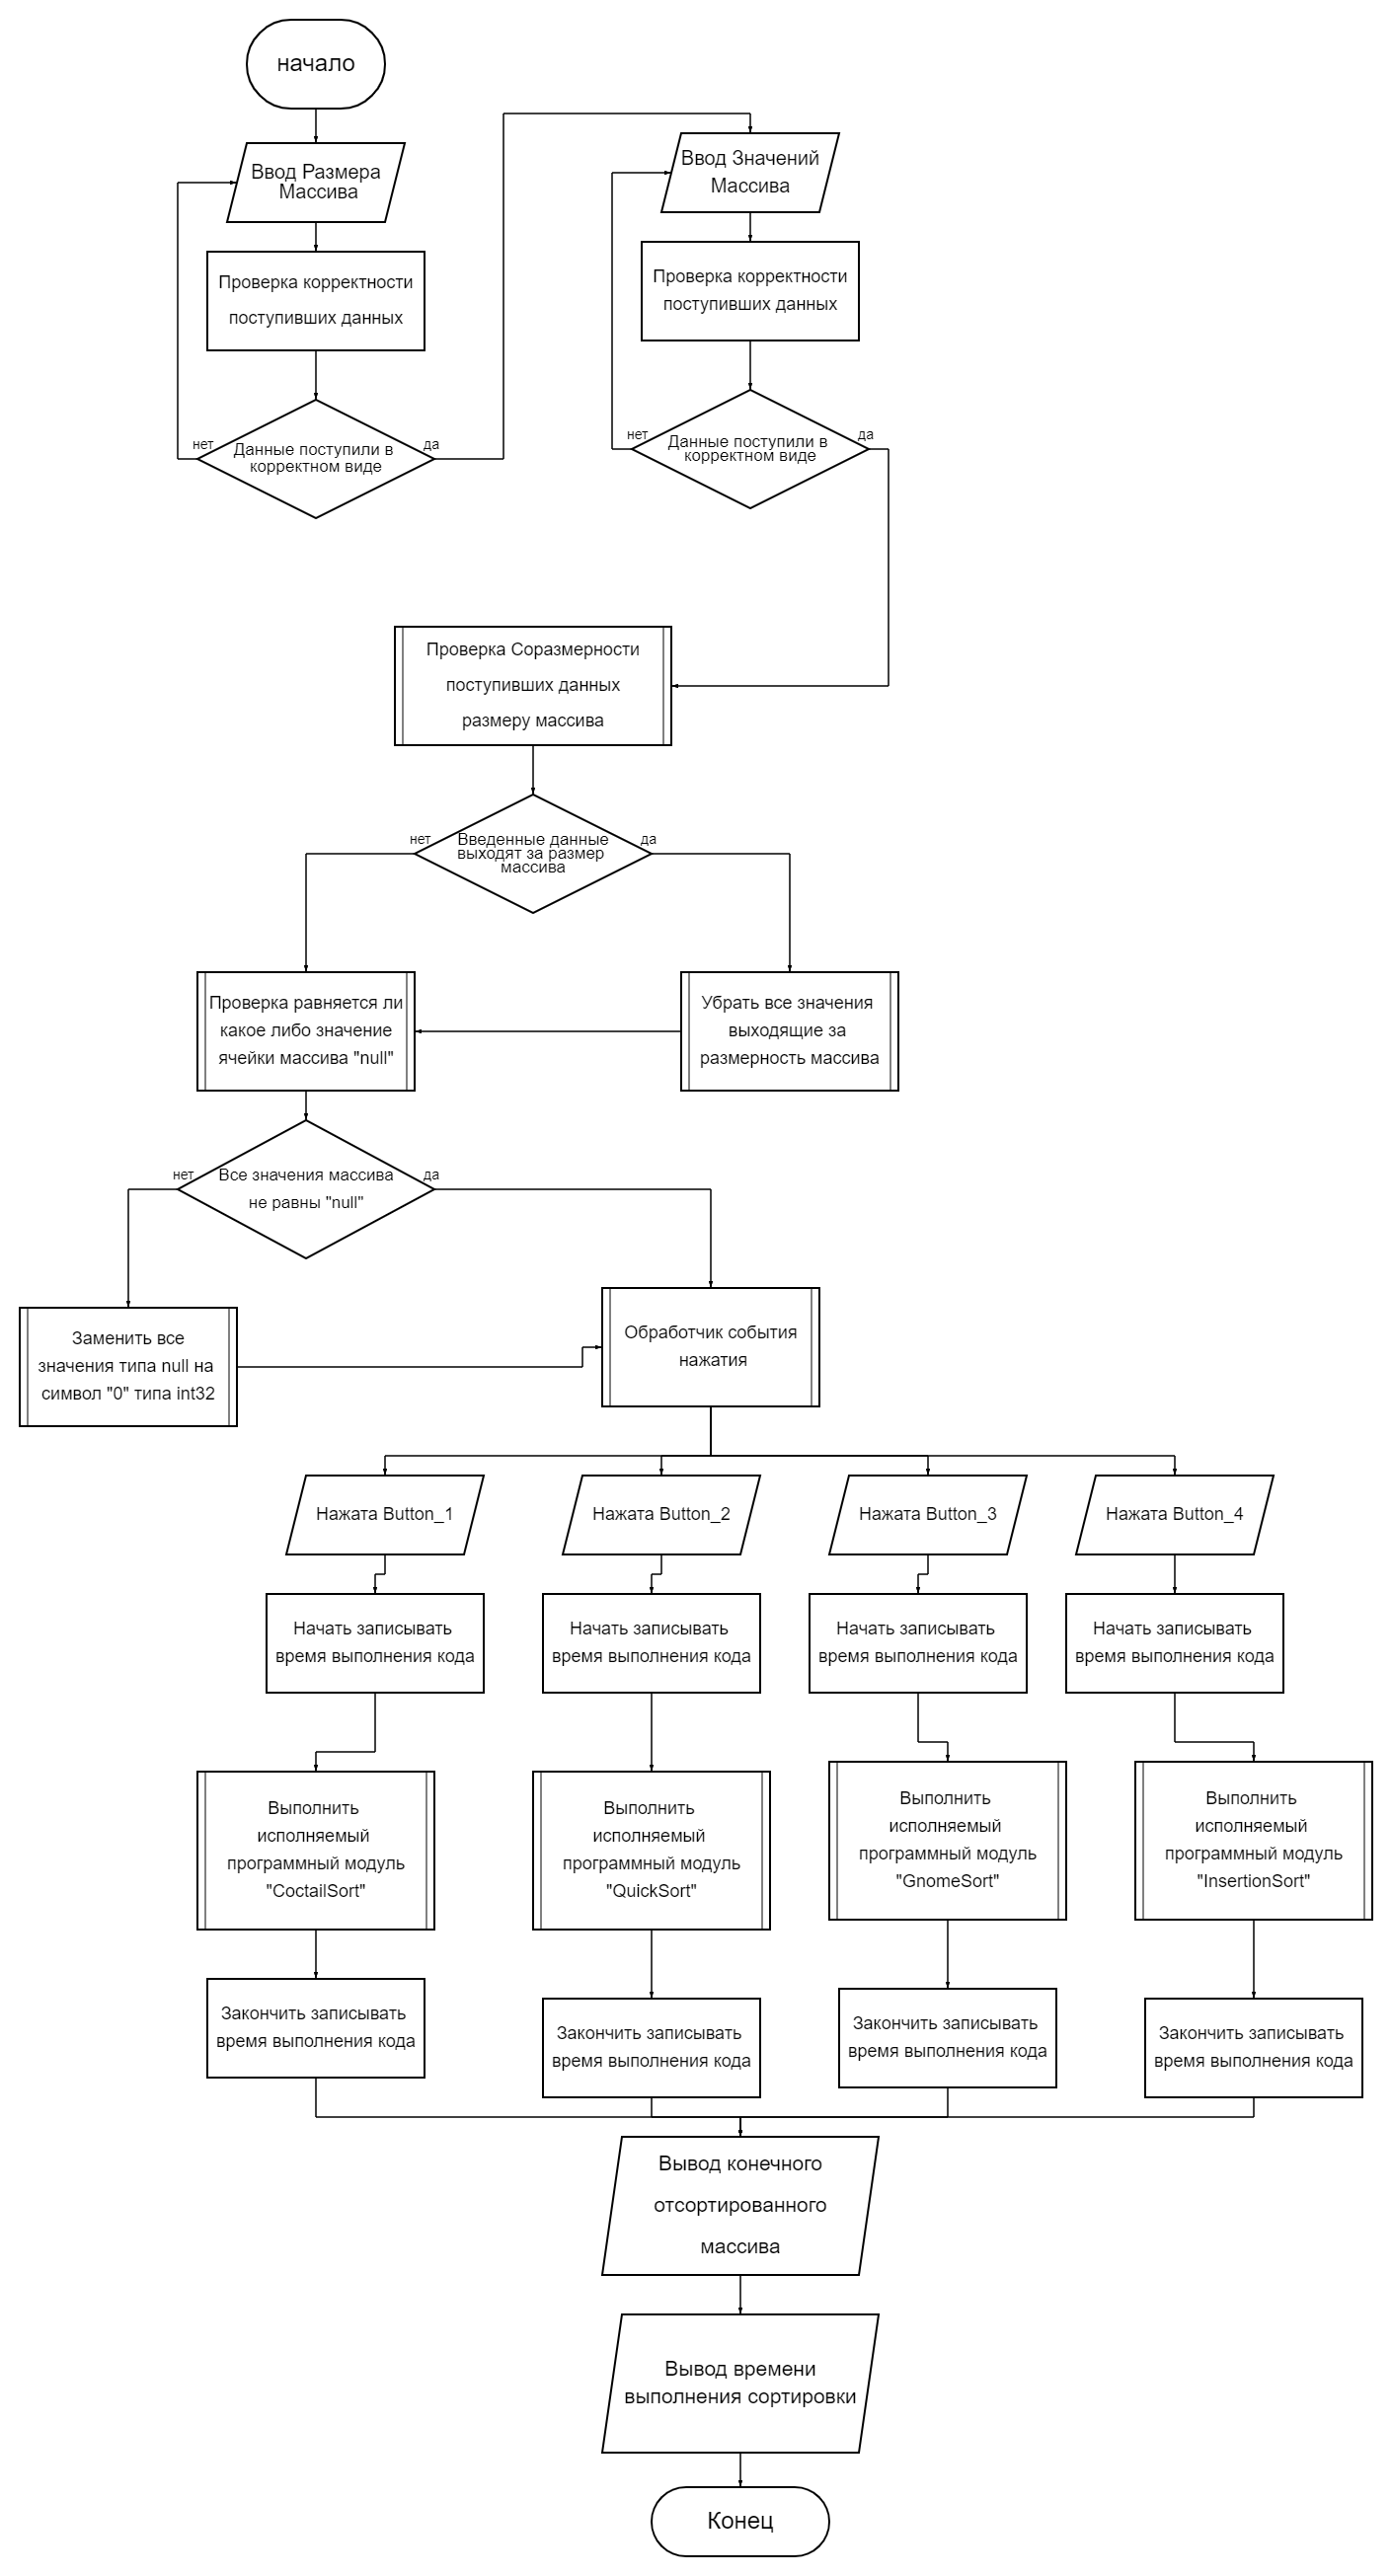 начало
Ввод Размера
Массива
Проверка корректности
поступивших данных
нет
Данные поступили в
корректном виде
да
Ввод Значений
Массива
Проверка корректности
поступивших данных
нет
Данные поступили в
корректном виде
да
Проверка Соразмерности
поступивших данных
размеру массива
нет
Введенные данные
выходят за размер
массива
да
Проверка равняется ли
какое либо значение
ячейки массива "null"
Убрать все значения
выходящие за
размерность массива
нет
Все значения массива
не равны "null"
да
Заменить все
значения типа null на
символ "0" типа int32
Обработчик события
нажатия
Нажата Button_1
Нажата Button_2
Нажата Button_3
Нажата Button_4
Начать записывать
время выполнения кода
Начать записывать
время выполнения кода
Начать записывать
время выполнения кода
Начать записывать
время выполнения кода
Выполнить
исполняемый
программный модуль
"CoctailSort"
Выполнить
исполняемый
программный модуль
"QuickSort"
Выполнить
исполняемый
программный модуль
"GnomeSort"
Выполнить
исполняемый
программный модуль
"InsertionSort"
Закончить записывать
время выполнения кода
Закончить записывать
время выполнения кода
Закончить записывать
время выполнения кода
Закончить записывать
время выполнения кода
Вывод конечного
отсортированного
массива
Вывод времени
выполнения сортировки
Конец